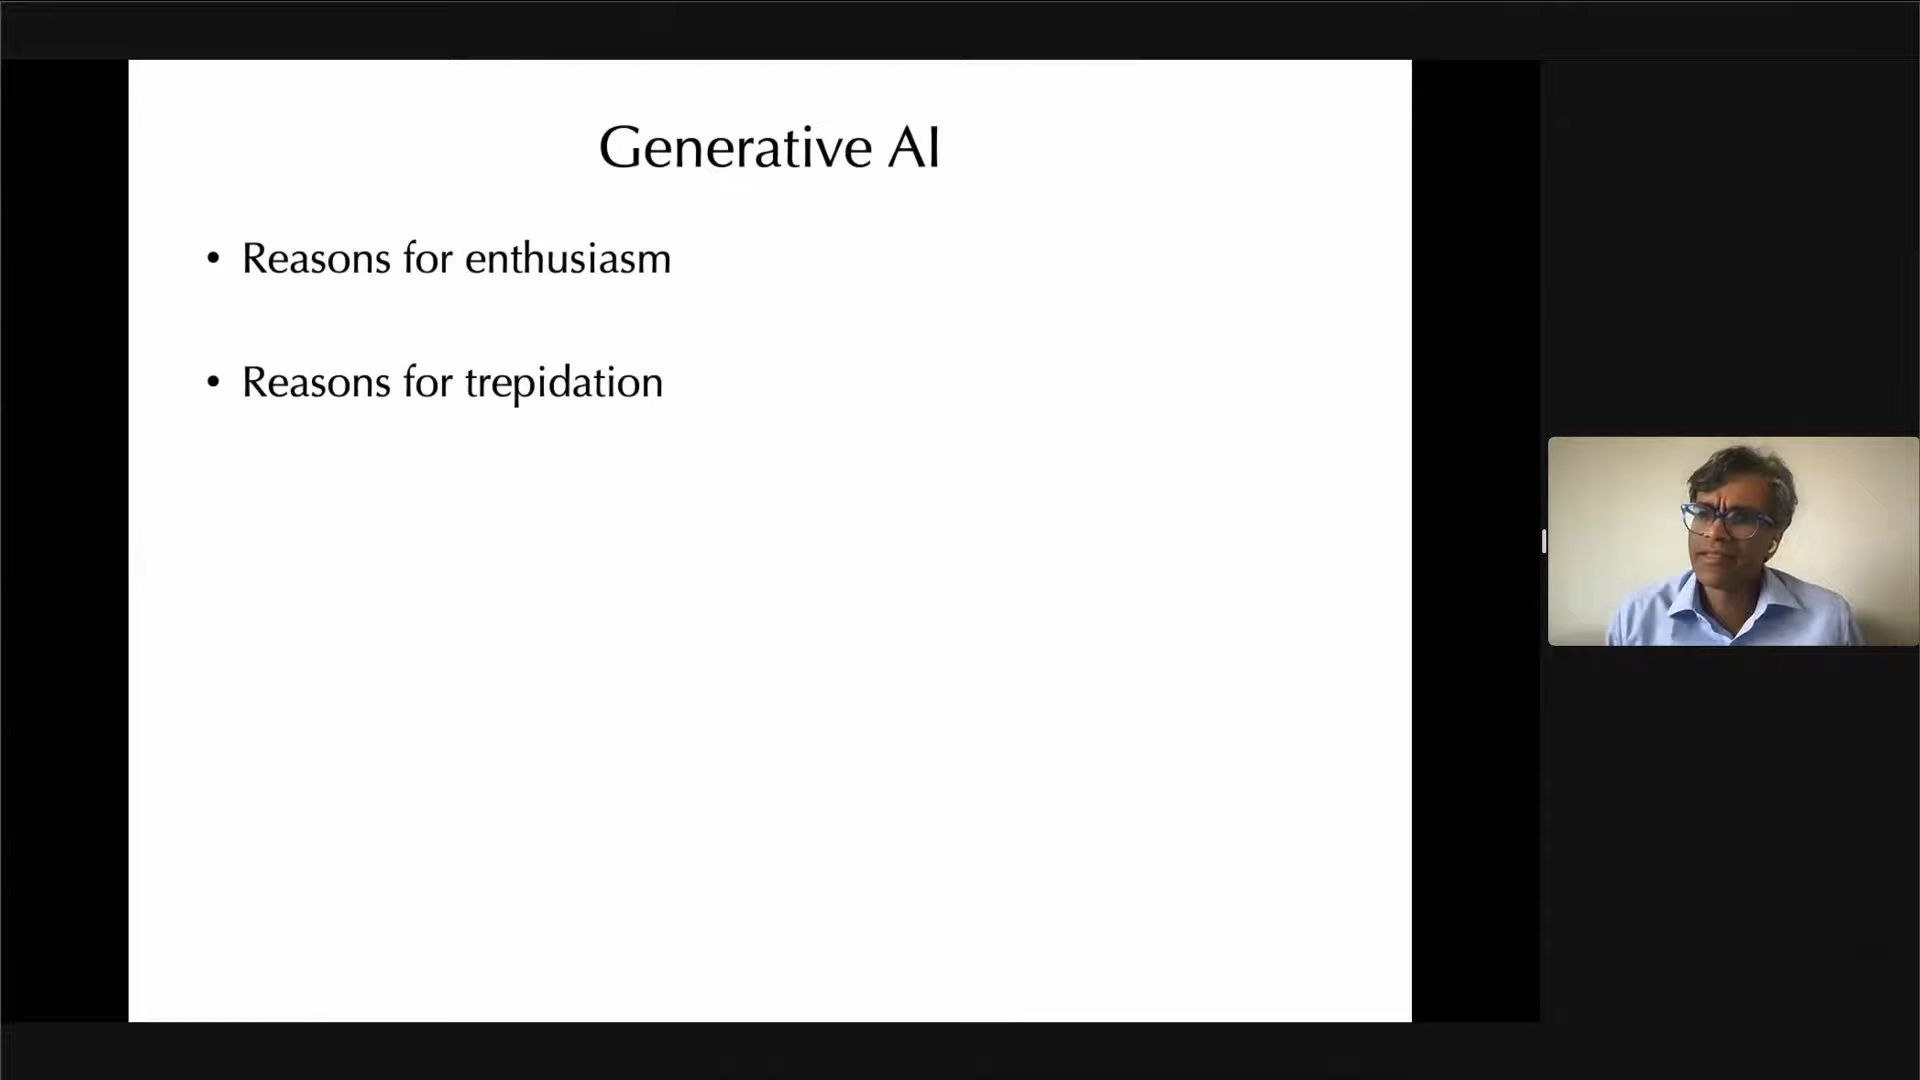 Generative AI
• Reasons for enthusiasm
• Reasons for trepidation